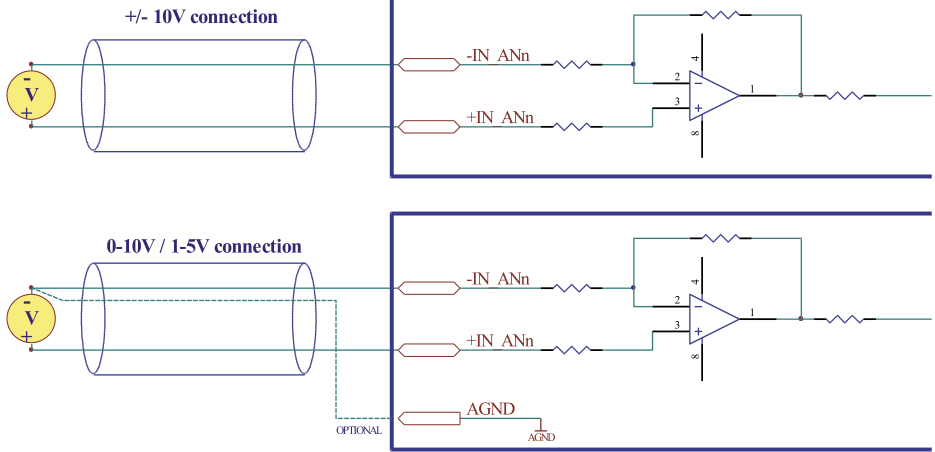 +/- 10V connection
-IN_ANn
4
2
-
-
V
1
3
+
+
+IN_ANn
8
0-10V / 1-5V connection
-IN_ANn
4
2
-
-
V
1
3
+
+
+IN_ANn
8
AGND
OPTIONAL
AGND